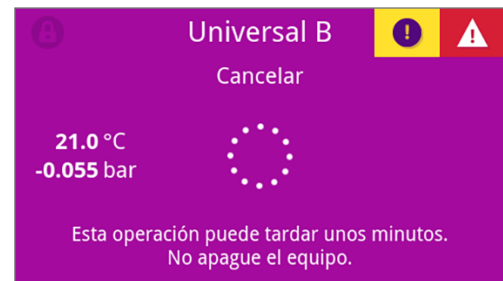 Universal B
!
!
Cancelar
21.0 °C
-0.055 bar
Esta operación puede tardar unos minutos.
No apague el equipo.